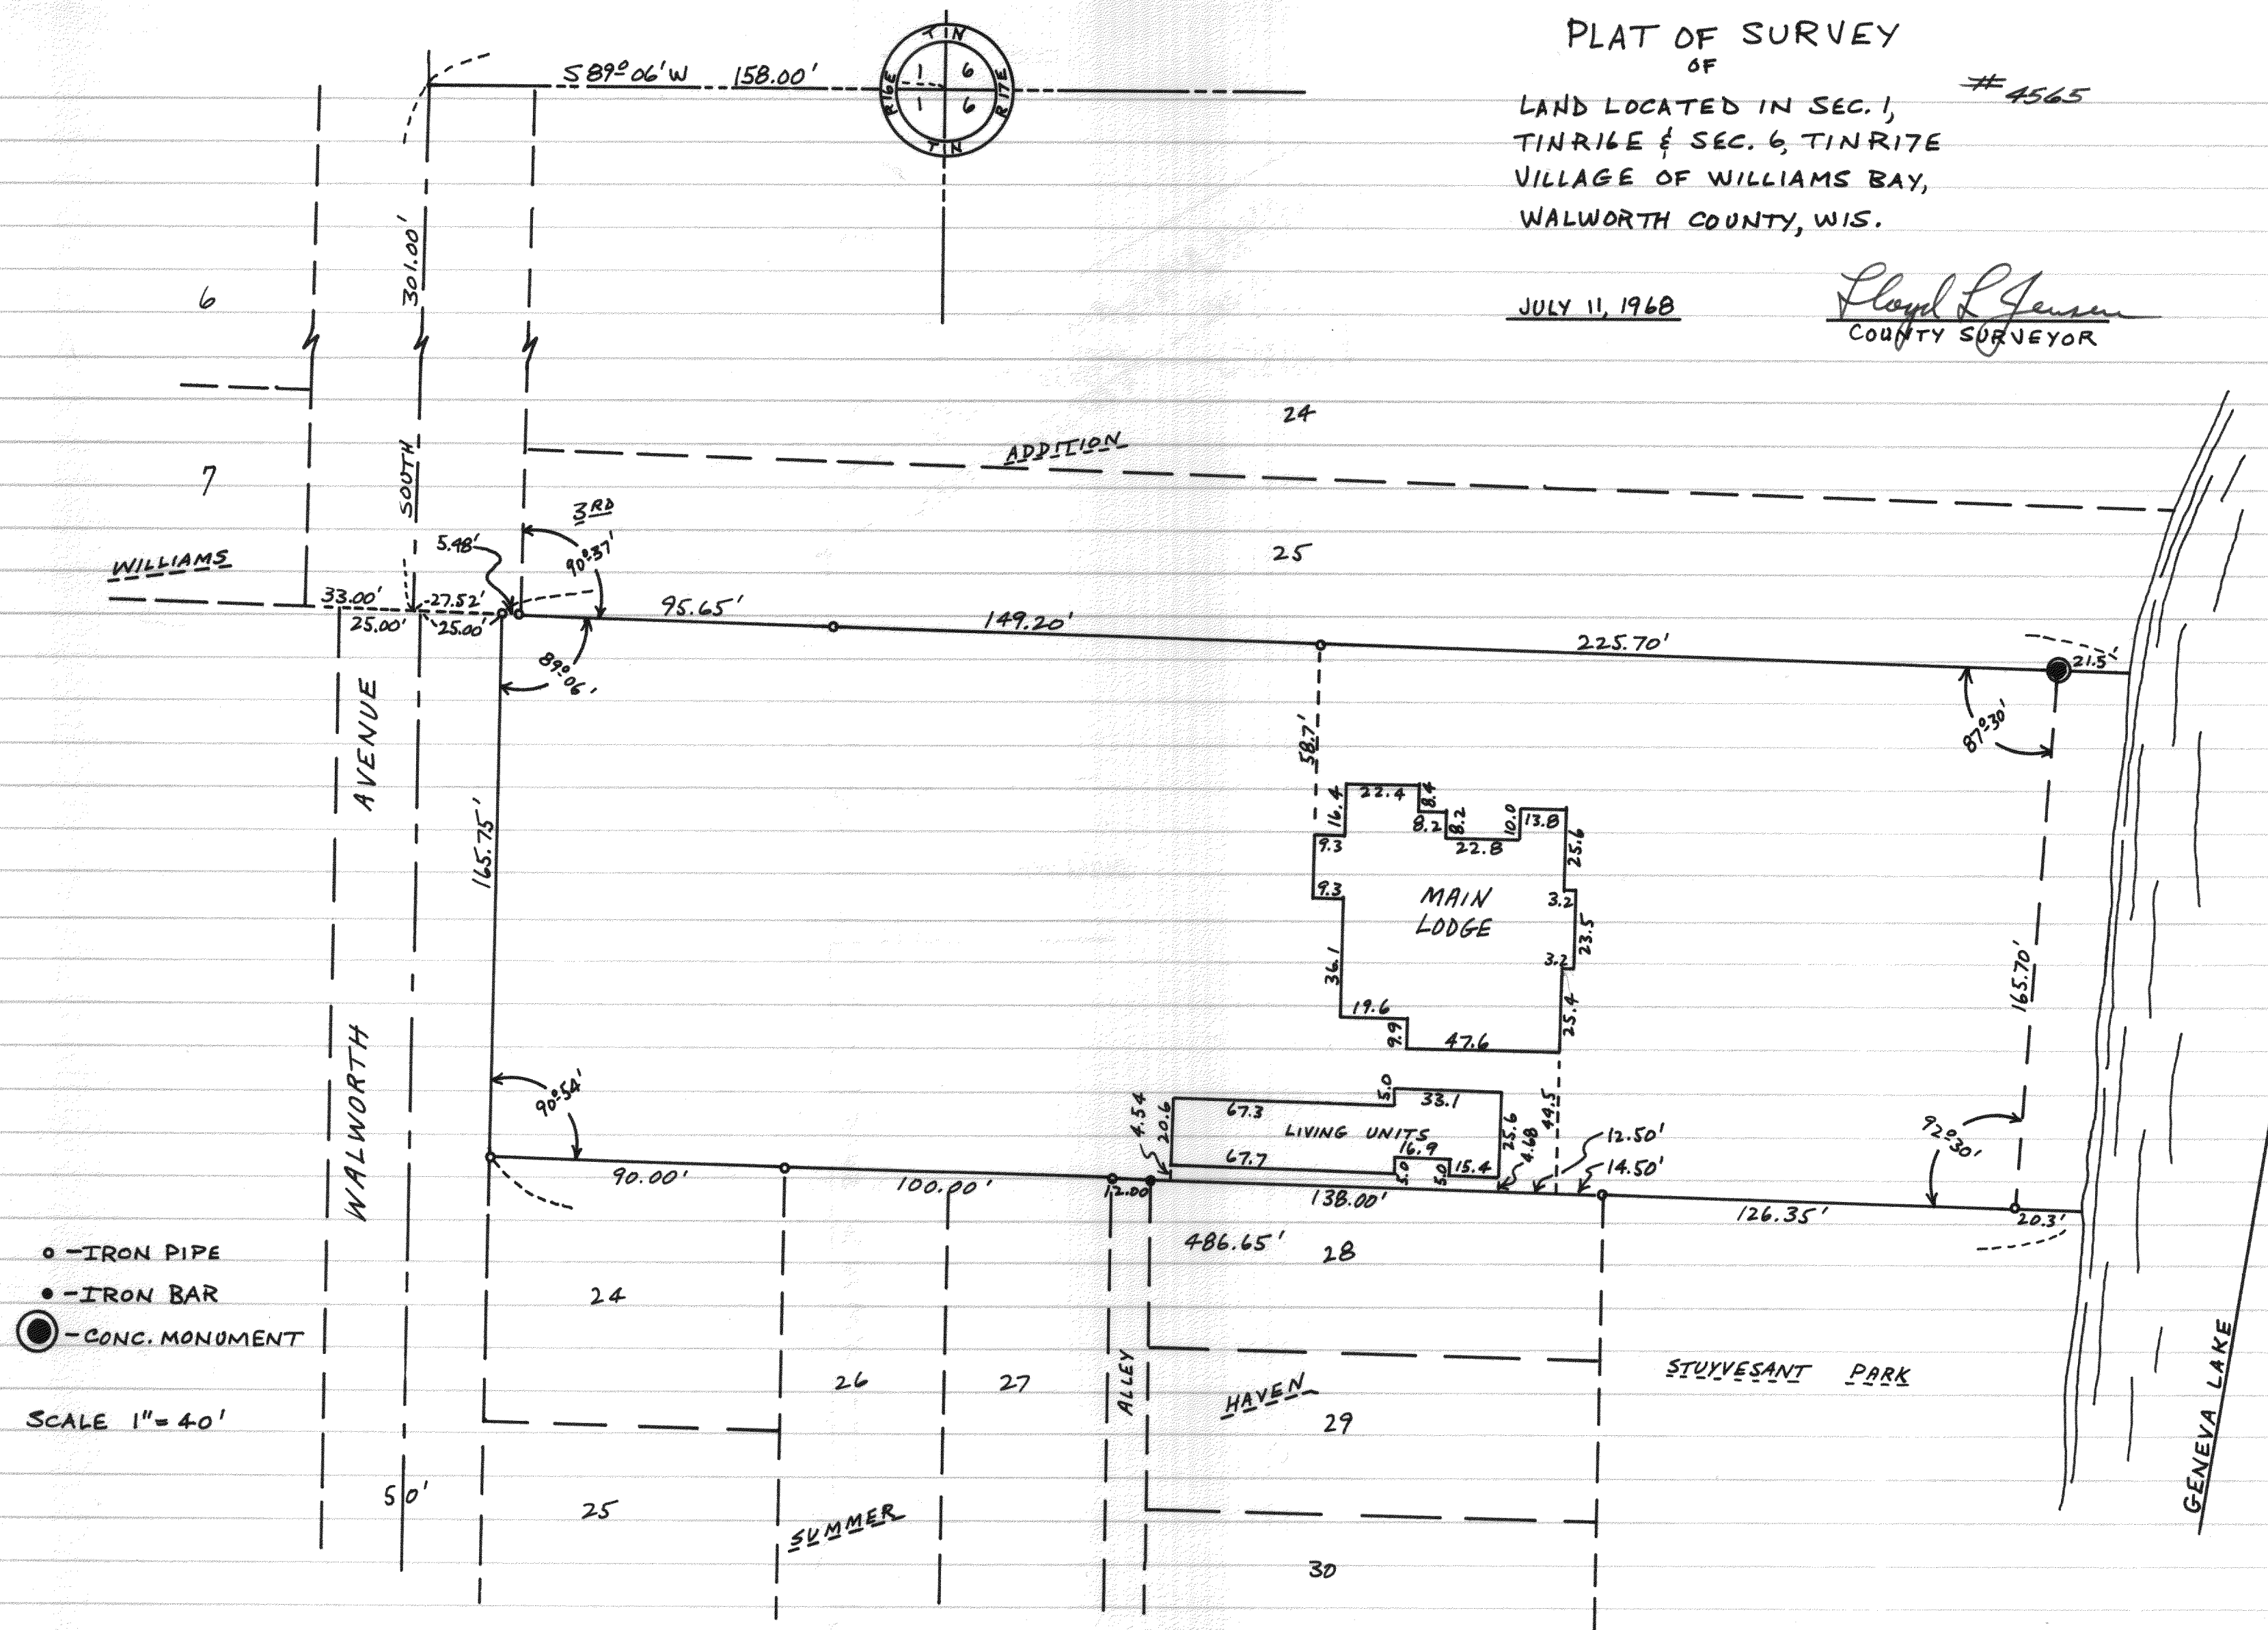 PLAT OF SURVEY
OF
#4565
LAND LOCATED IN SEC. 1,
T1NR16E & SEC. 6, T1NR17E
VILLAGE OF WILLIAMS BAY,
WALWORTH COUNTY, WIS.
JULY 11, 1968
Lloyd L Jensen
COUNTY SURVEYOR
S 89° 06' W 158.00'
T1N
R16E
1 6
1 6
R17E
T1N
301.00'
6
7
SOUTH
24
ADDITION
3RD
25
WILLIAMS
5.48'
90°-37'
33.00'
27.52'
25.00'
25.00'
95.65'
149.20'
225.70'
21.5'
89°-06'
87°-30'
AVENUE
165.75'
58.7'
22.4
8.4
16.4
8.2
8.2
10.0
13.8
9.3
22.8
25.6
9.3
MAIN
LODGE
3.2
23.5
3.2
36.1
25.4
19.6
9.9
47.6
165.70'
WALWORTH
90°-54'
92°-30'
4.54
20.6
67.3
5.0
33.1
LIVING UNITS
25.6
44.5
4.68
12.50'
14.50'
67.7
16.9
5.0
5.0
15.4
90.00'
100.00'
12.00
138.00'
126.35'
20.3'
486.65'
28
o -IRON PIPE
• -IRON BAR
-CONC. MONUMENT
SCALE 1"=40'
24
26
27
ALLEY
HAVEN
29
STUYVESANT PARK
GENEVA LAKE
50'
25
SUMMER
30